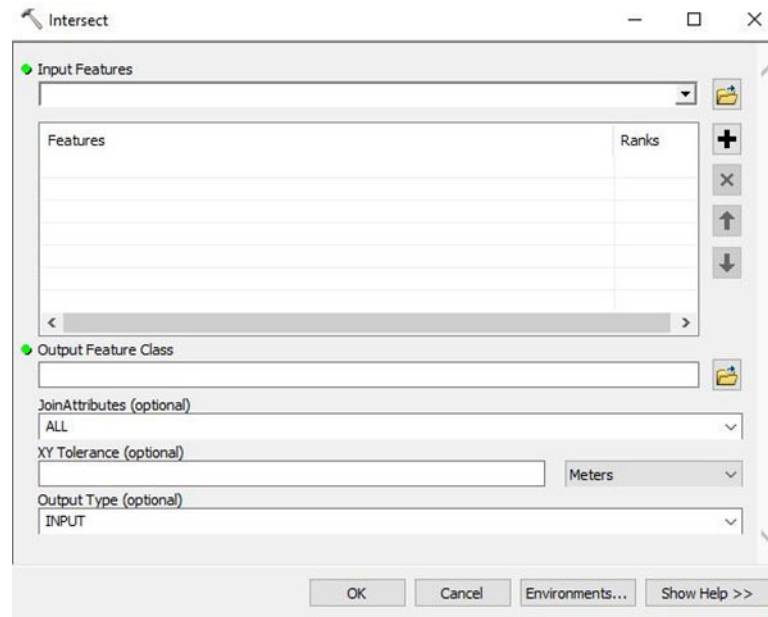 Intersect
Input Features
Features Ranks
Output Feature Class
JoinAttributes (optional)
ALL
XY Tolerance (optional)
Meters
Output Type (optional)
INPUT
OK Cancel Environments... Show Help >>